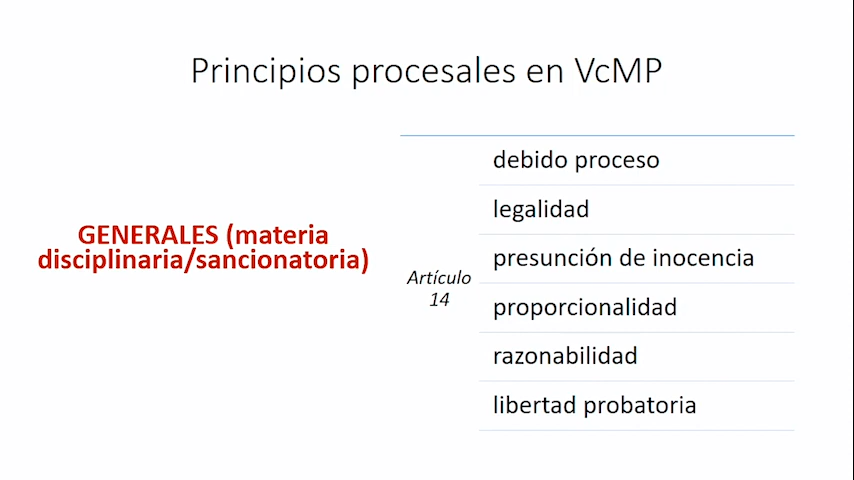 Principios procesales en VcMP
GENERALES (materia
disciplinaria/sancionatoria)
Artículo
14
debido proceso
legalidad
presunción de inocencia
proporcionalidad
razonabilidad
libertad probatoria